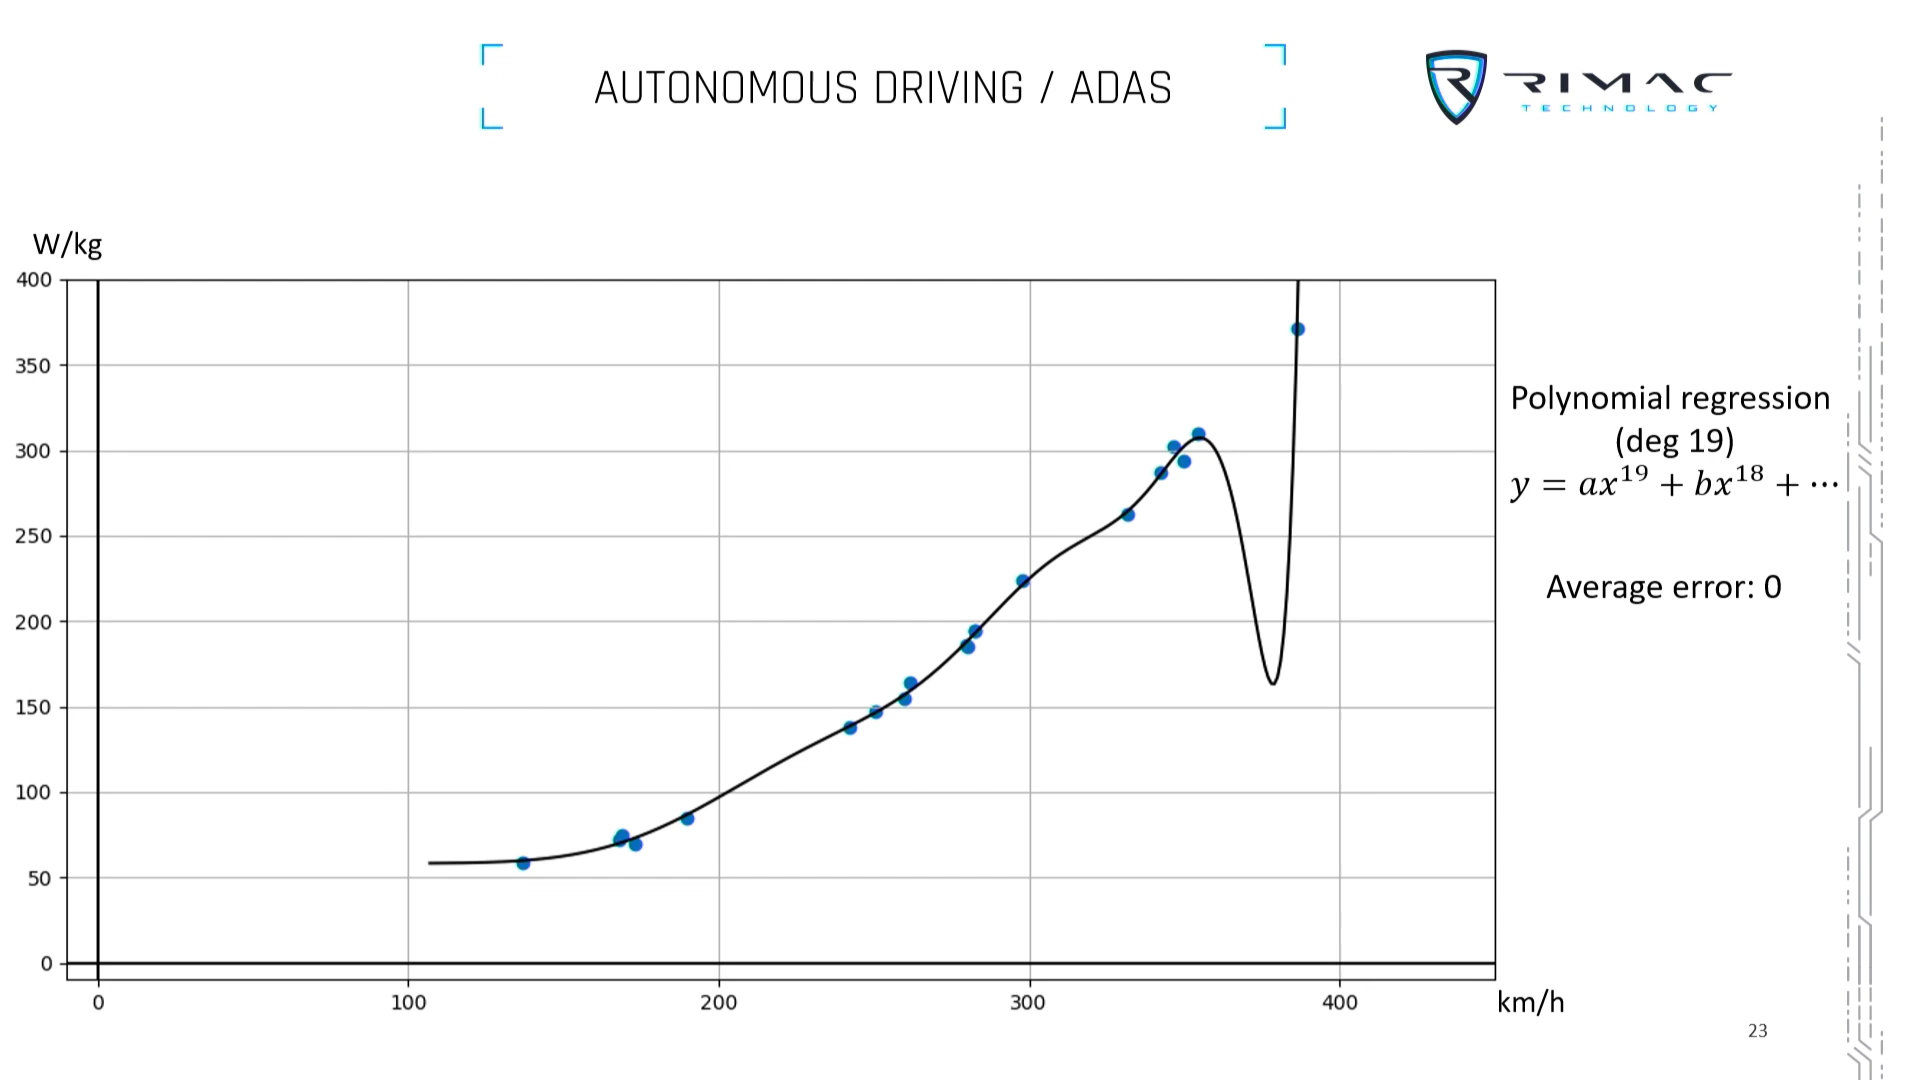 AUTONOMOUS DRIVING / ADAS
RIMAC
TECHNOLOGY
W/kg
400
350
300
250
200
150
100
50
0
0 100 200 300 400 km/h
Polynomial regression
(deg 19)
y = ax¹⁹ + bx¹⁸ + ⋯
Average error: 0
23